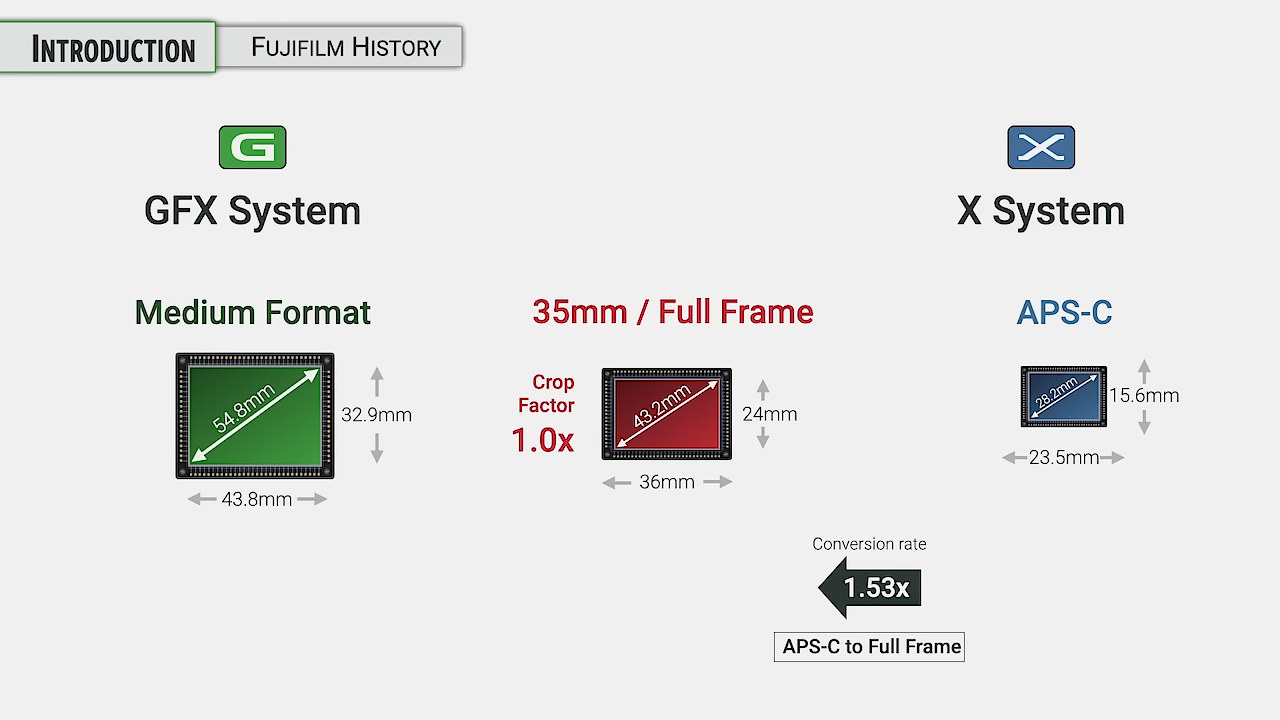 INTRODUCTION
FUJIFILM HISTORY
G
GFX System
X
X System
Medium Format
54.8mm
32.9mm
43.8mm
35mm / Full Frame
Crop
Factor
1.0x
43.2mm
24mm
36mm
APS-C
28.2mm
15.6mm
23.5mm
Conversion rate
1.53x
APS-C to Full Frame